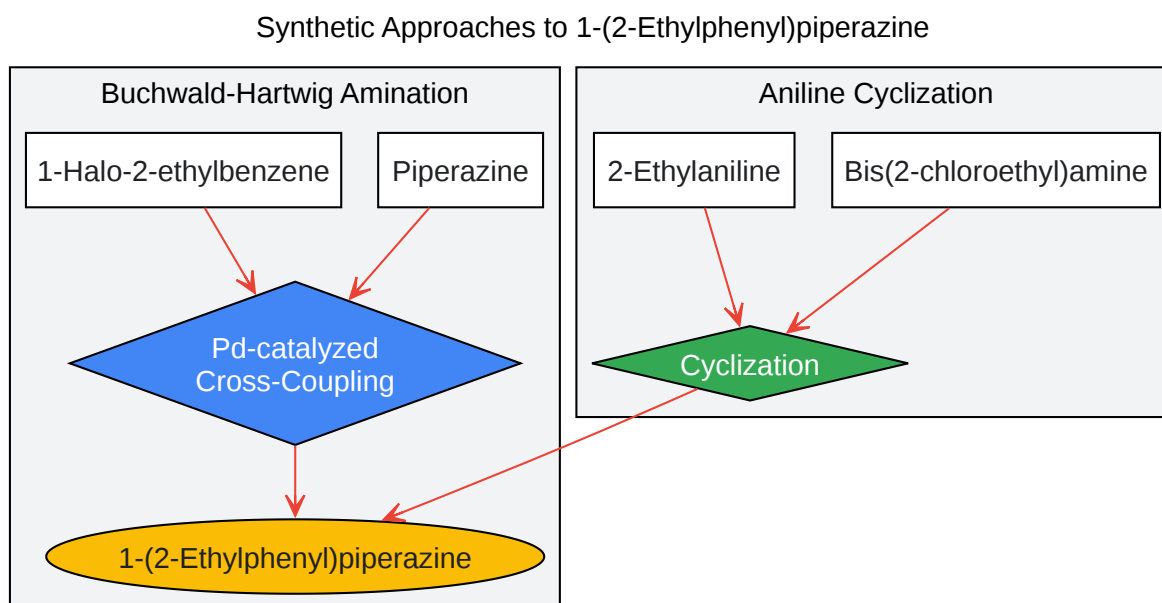 Synthetic Approaches to 1-(2-Ethylphenyl)piperazine
Buchwald-Hartwig Amination
1-Halo-2-ethylbenzene
Piperazine
Pd-catalyzed
Cross-Coupling
1-(2-Ethylphenyl)piperazine
Aniline Cyclization
2-Ethylaniline
Bis(2-chloroethyl)amine
Cyclization